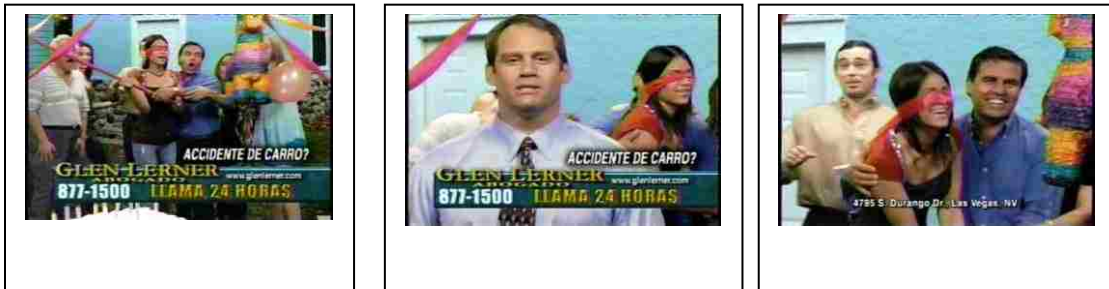 ACCIDENTE DE CARRO?
GLEN LERNER www.glenlerner.com
ABOGADO
877-1500 LLAMA 24 HORAS
ACCIDENTE DE CARRO?
GLEN LERNER www.glenlerner.com
ABOGADO
877-1500 LLAMA 24 HORAS
4795 S. Durango Dr., Las Vegas, NV